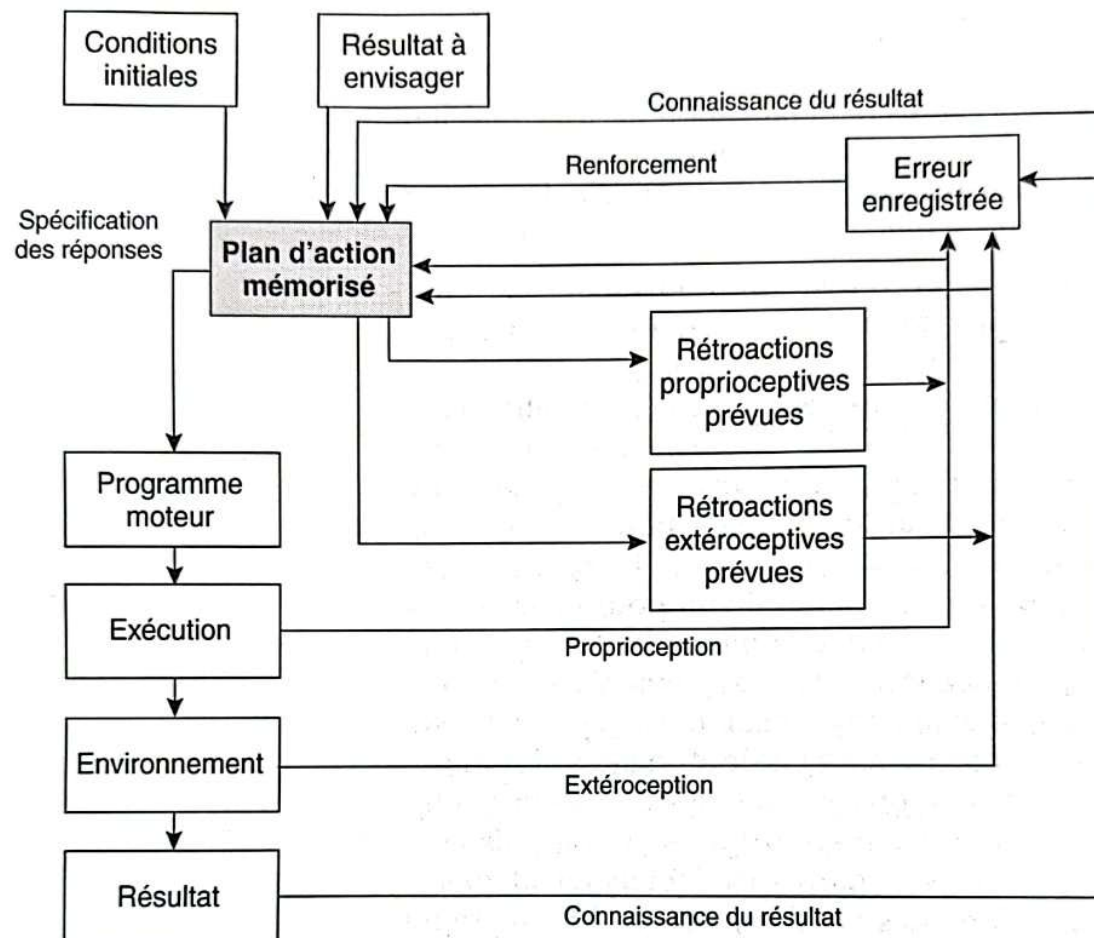 Conditions
initiales
Résultat à
envisager
Connaissance du résultat
Renforcement
Erreur
enregistrée
Spécification
des réponses
Plan d'action
mémorisé
Rétroactions
proprioceptives
prévues
Programme
moteur
Rétroactions
extéroceptives
prévues
Exécution
Proprioception
Environnement
Extéroception
Résultat
Connaissance du résultat